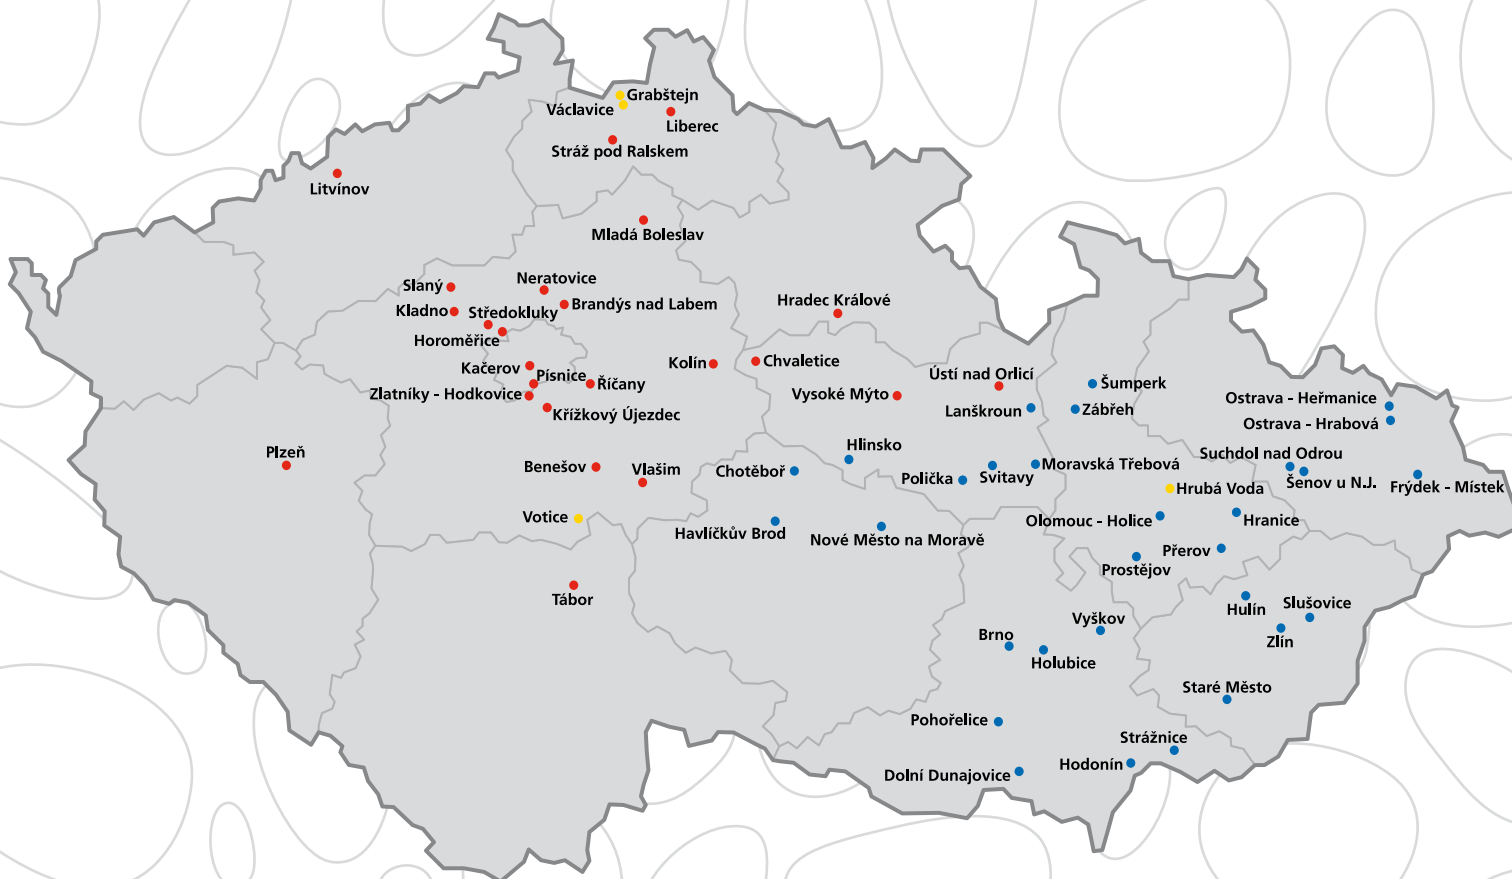 Grabštejn
Václavice
Liberec
Stráž pod Ralskem
Litvínov
Mladá Boleslav
Neratovice
Slaný
Brandýs nad Labem
Hradec Králové
Kladno
Středokluky
Horoměřice
Kolín
Chvaletice
Kačerov
Písnice
Říčany
Ústí nad Orlicí
Šumperk
Zlatníky - Hodkovice
Vysoké Mýto
Ostrava - Heřmanice
Křížkový Újezdec
Lanškroun
Zábřeh
Ostrava - Hrabová
Hlinsko
Plzeň
Suchdol nad Odrou
Benešov
Vlašim
Chotěboř
Moravská Třebová
Polička
Svitavy
Šenov u N.J.
Frýdek - Místek
Hrubá Voda
Votice
Olomouc - Holice
Hranice
Havlíčkův Brod
Nové Město na Moravě
Přerov
Prostějov
Tábor
Hulín
Slušovice
Vyškov
Brno
Zlín
Holubice
Staré Město
Pohořelice
Strážnice
Hodonín
Dolní Dunajovice